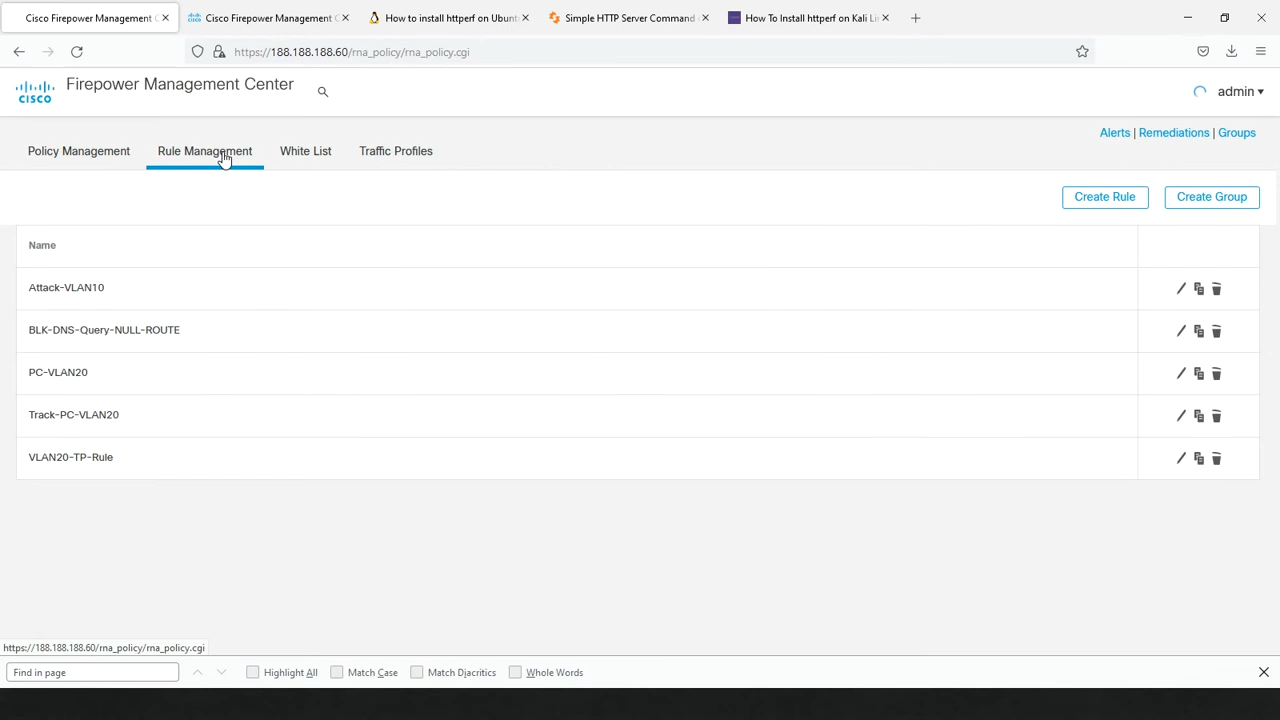 Cisco Firepower Management C
Cisco Firepower Management C
How to install httperf on Ubunt
Simple HTTP Server Command
How To Install httperf on Kali Li
https://188.188.188.60/rna_policy/rna_policy.cgi
CISCO
Firepower Management Center
admin
Alerts | Remediations | Groups
Policy Management
Rule Management
White List
Traffic Profiles
Create Rule
Create Group
Name
Attack-VLAN10
BLK-DNS-Query-NULL-ROUTE
PC-VLAN20
Track-PC-VLAN20
VLAN20-TP-Rule
https://188.188.188.60/rna_policy/rna_policy.cgi
Find in page
Highlight All
Match Case
Match Diacritics
Whole Words